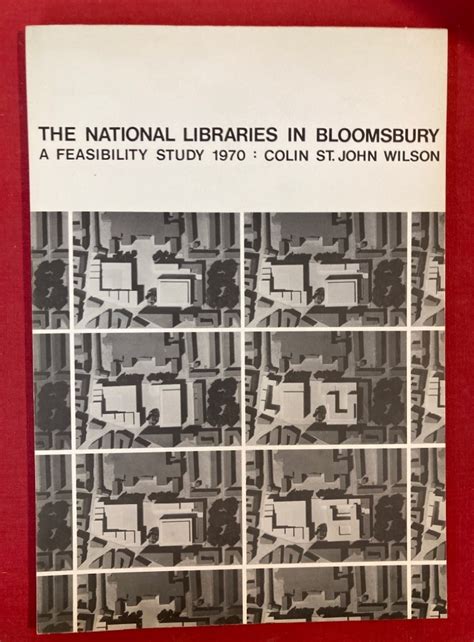 THE NATIONAL LIBRARIES IN BLOOMSBURY
A FEASIBILITY STUDY 1970 : COLIN ST. JOHN WILSON